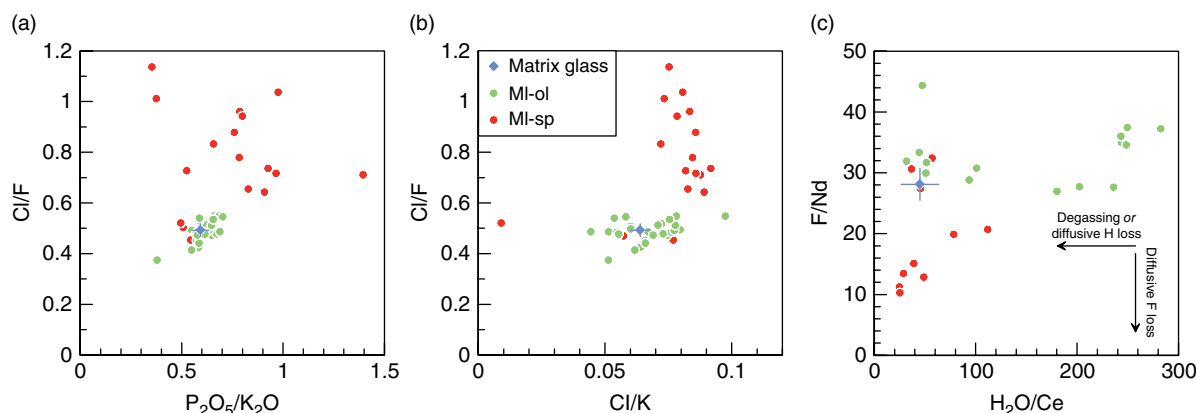 (a)
1.2
1
0.8
0.6
0.4
0.2
0
Cl/F
0
0.5
1
1.5
P₂O₅/K₂O
(b)
1.2
1
0.8
0.6
0.4
0.2
0
Cl/F
Matrix glass
MI-ol
MI-sp
0
0.05
0.1
Cl/K
(c)
50
40
30
20
10
0
F/Nd
Degassing or
diffusive H loss
Diffusive F loss
0
100
200
300
H₂O/Ce